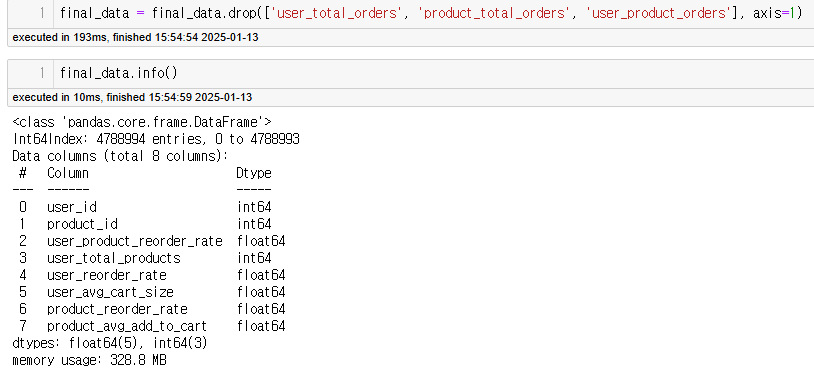 1 final_data = final_data.drop(['user_total_orders', 'product_total_orders', 'user_product_orders'], axis=1)
executed in 193ms, finished 15:54:54 2025-01-13
1 final_data.info()
executed in 10ms, finished 15:54:59 2025-01-13
<class 'pandas.core.frame.DataFrame'>
Int64Index: 4788994 entries, 0 to 4788993
Data columns (total 8 columns):
 #   Column                     Dtype
---  ------                     -----
 0   user_id                    int64
 1   product_id                 int64
 2   user_product_reorder_rate  float64
 3   user_total_products        int64
 4   user_reorder_rate          float64
 5   user_avg_cart_size         float64
 6   product_reorder_rate       float64
 7   product_avg_add_to_cart    float64
dtypes: float64(5), int64(3)
memory usage: 328.8 MB